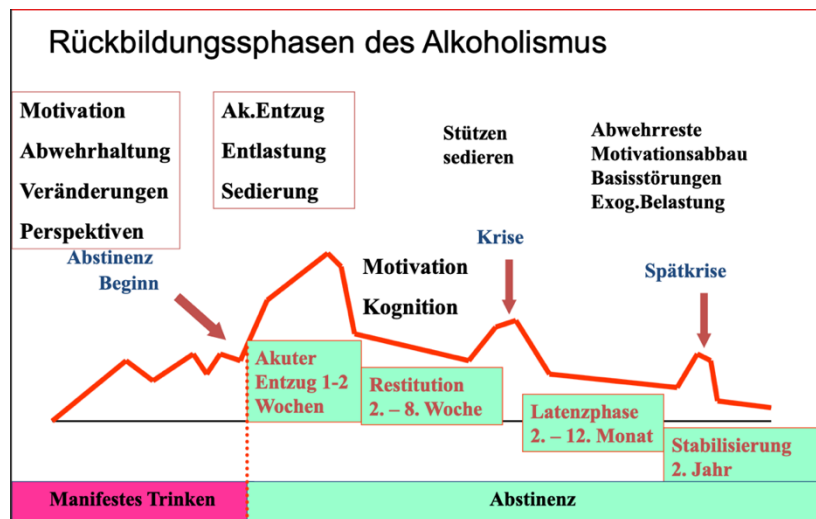 Rückbildungssphasen des Alkoholismus
Motivation
Abwehrhaltung
Veränderungen
Perspektiven
Ak.Entzug
Entlastung
Sedierung
Stützen
sedieren
Abwehrreste
Motivationsabbau
Basisstörungen
Exog.Belastung
Abstinenz
Beginn
Motivation
Kognition
Krise
Spätkrise
Akuter
Entzug 1-2
Wochen
Restitution
2. – 8. Woche
Latenzphase
2. – 12. Monat
Stabilisierung
2. Jahr
Manifestes Trinken
Abstinenz